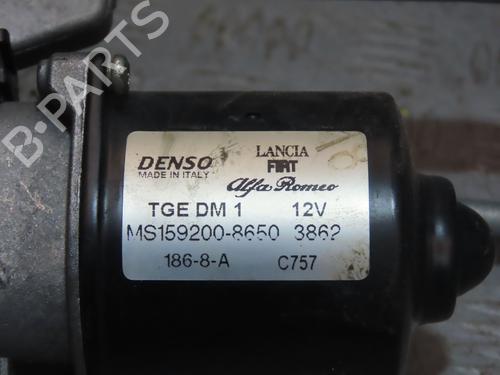 B-PARTS
DENSO LANCIA
MADE IN ITALY FIAT
Alfa Romeo
TGE DM 1 12V
MS159200-8650 3862
186-8-A C757